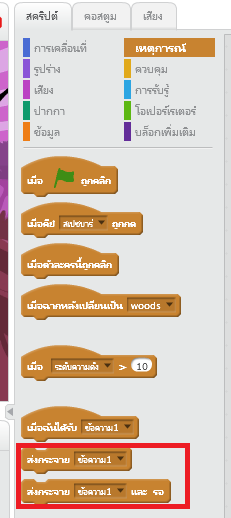 สคริปต์ คอสตูม เสียง
การเคลื่อนที่ เหตุการณ์
รูปร่าง ควบคุม
เสียง การรับรู้
ปากกา โอเปอร์เรเตอร์
ข้อมูล บล็อกเพิ่มเติม
เมื่อ ถูกคลิก
เมื่อคีย์ สเปซบาร์ ถูกกด
เมื่อตัวละครนี้ถูกคลิก
เมื่อฉากหลังเปลี่ยนเป็น woods
เมื่อ ระดับความดัง > 10
เมื่อฉันได้รับ ข้อความ1
ส่งกระจาย ข้อความ1
ส่งกระจาย ข้อความ1 และ รอ